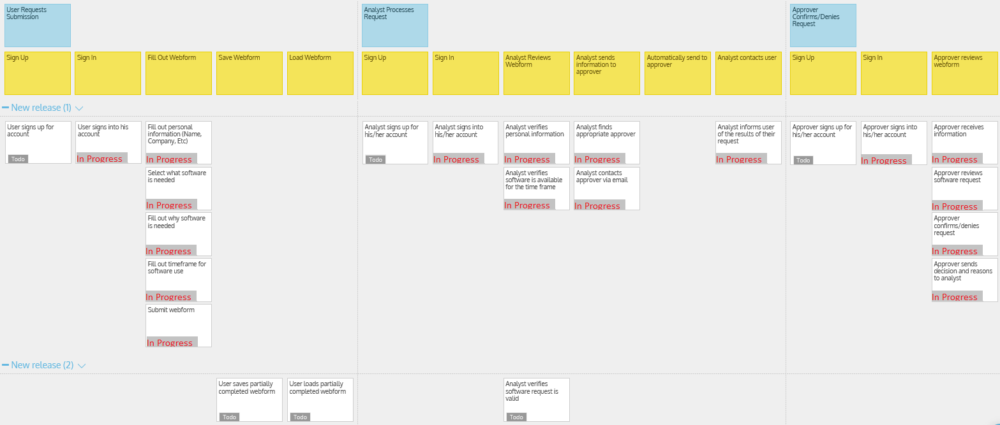 User Requests
Submission
Analyst Processes
Request
Approver
Confirms/Denies
Request
Sign Up
Sign In
Fill Out Webform
Save Webform
Load Webform
Sign Up
Sign In
Analyst Reviews
Webform
Analyst sends
information to
approver
Automatically send to
approver
Analyst contacts user
Sign Up
Sign In
Approver reviews
webform
New release (1)
User signs up for
account
Todo
User signs into his
account
In Progress
Fill out personal
information (Name,
Company, Etc)
In Progress
Select what software
is needed
In Progress
Fill out why software
is needed
In Progress
Fill out timeframe for
software use
In Progress
Submit webform
In Progress
Analyst signs up for
his/her account
Todo
Analyst signs into
his/her account
In Progress
Analyst verifies
personal information
In Progress
Analyst verifies
software is available
for the time frame
In Progress
Analyst finds
appropriate approver
In Progress
Analyst contacts
approver via email
In Progress
Analyst informs user
of the results of their
request
In Progress
Approver signs up for
his/her account
Todo
Approver signs into
his/her account
In Progress
Approver receives
information
In Progress
Approver reviews
software request
In Progress
Approver
confirms/denies
request
In Progress
Approver sends
decision and reasons
to analyst
In Progress
New release (2)
User saves partially
completed webform
Todo
User loads partially
completed webform
Todo
Analyst verifies
software request is
valid
Todo